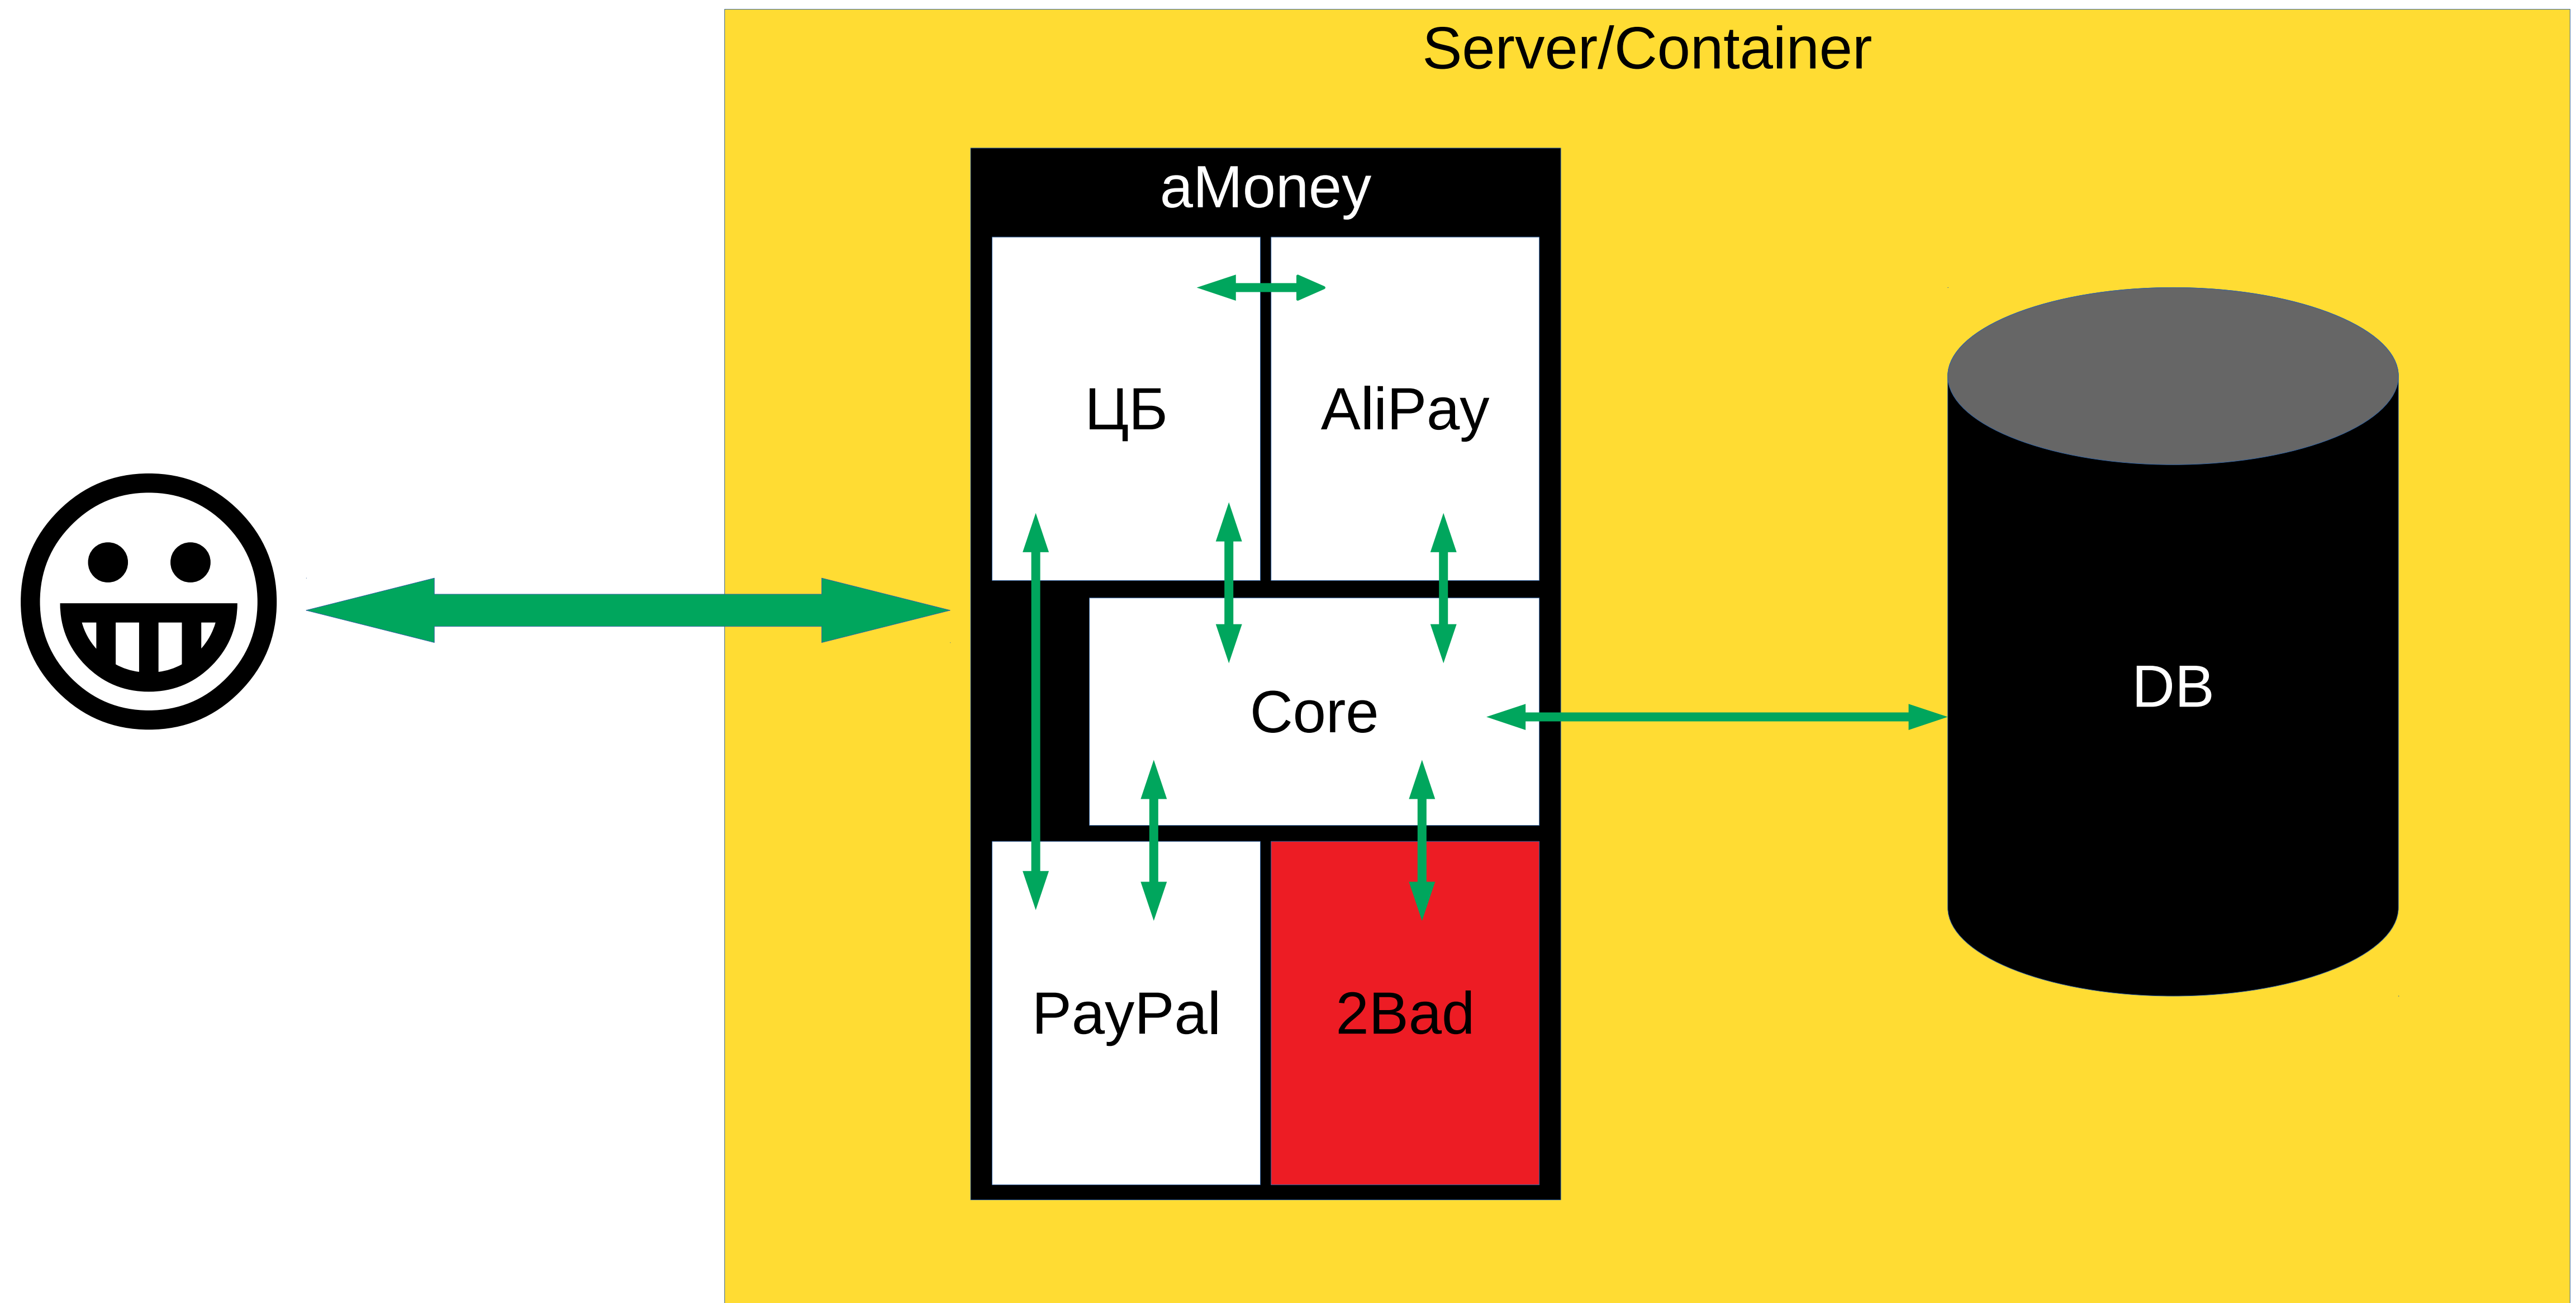 Server/Container
aMoney
ЦБ
AliPay
Core
DB
PayPal
2Bad